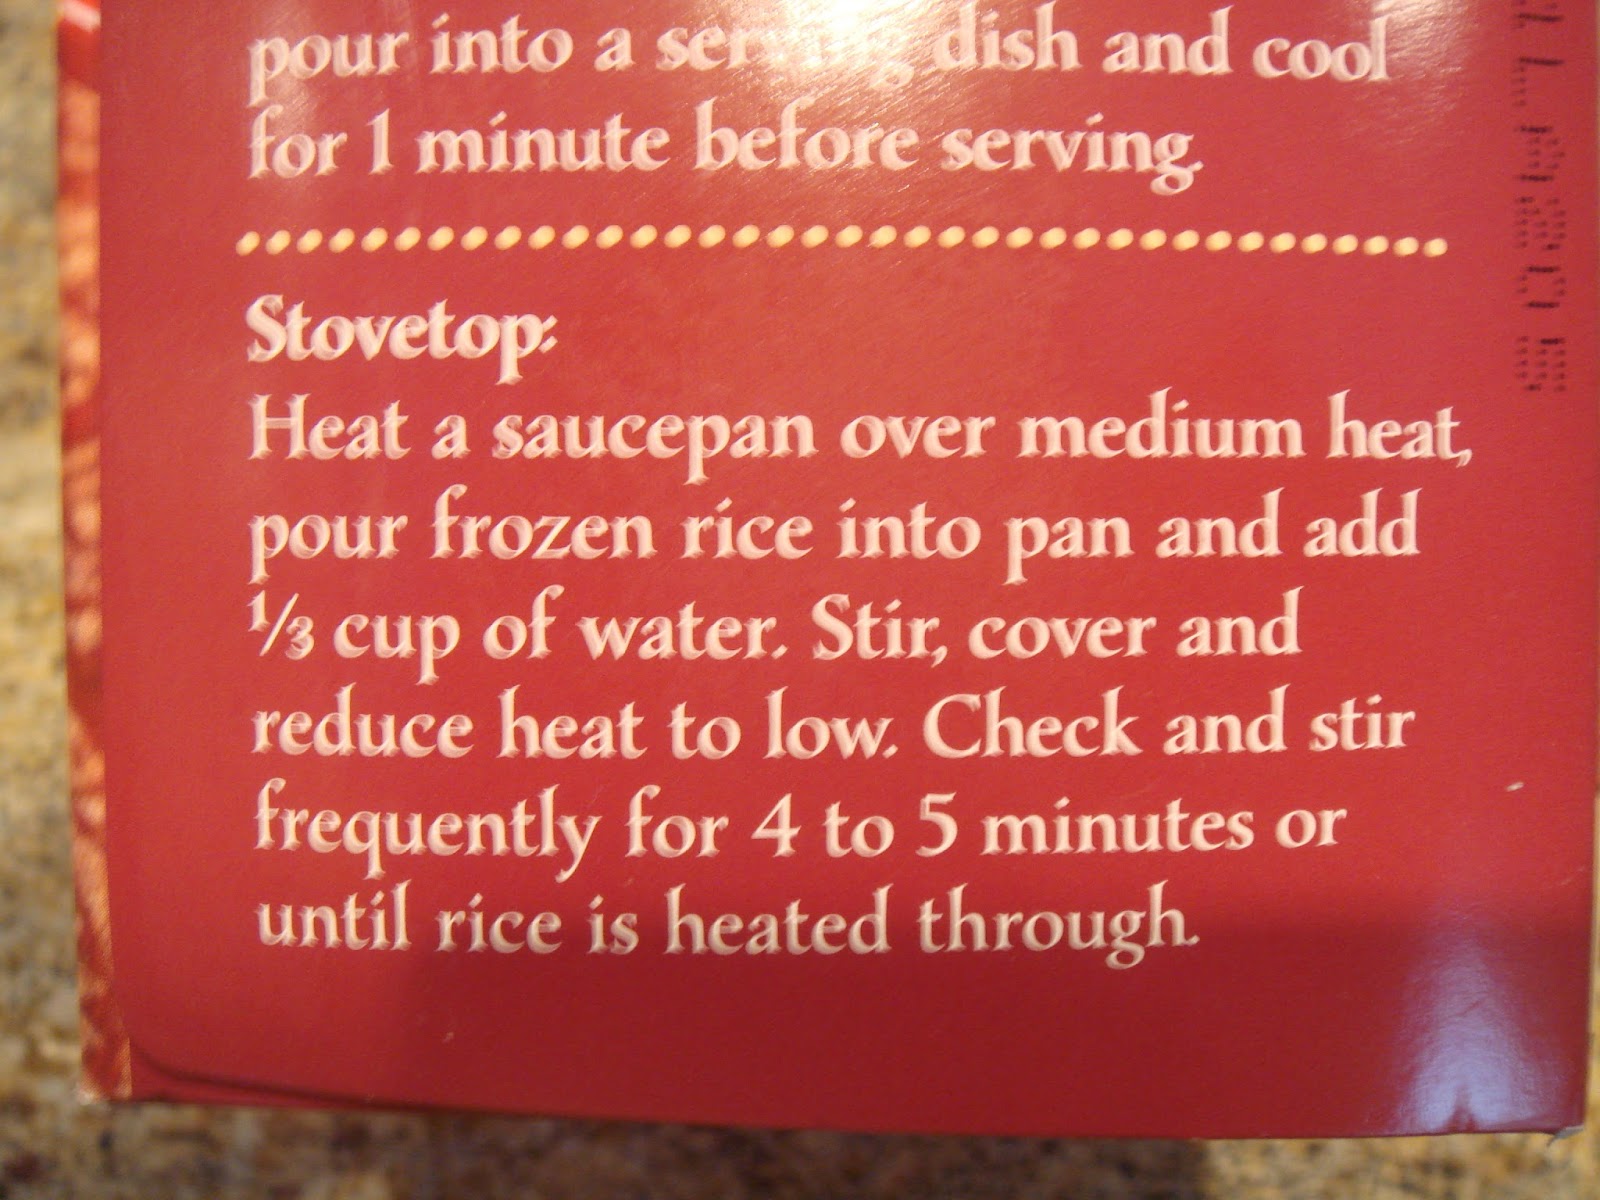 pour into a serving dish and cool
for 1 minute before serving.
Stovetop:
Heat a saucepan over medium heat,
pour frozen rice into pan and add
⅓ cup of water. Stir, cover and
reduce heat to low. Check and stir
frequently for 4 to 5 minutes or
until rice is heated through.